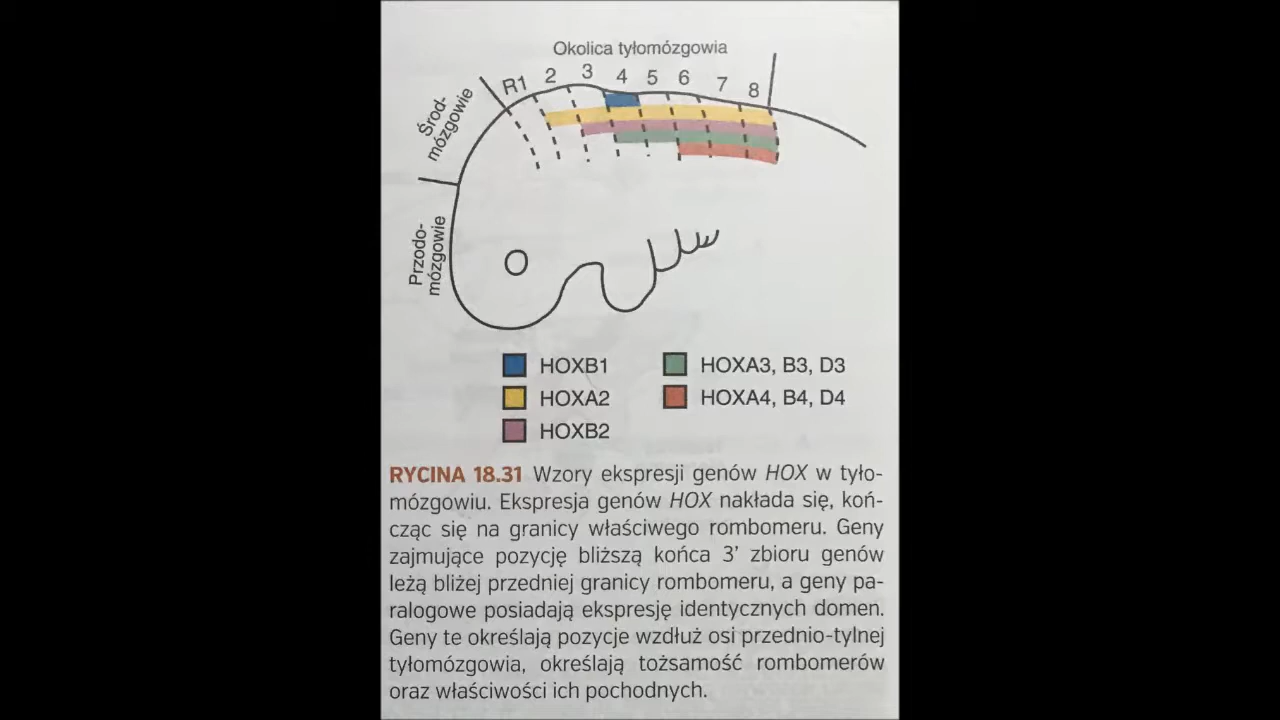 Okolica tyłomózgowia
R1 2 3 4 5 6 7 8
Środ-
mózgowie
Przodo-
mózgowie
HOXB1
HOXA2
HOXB2
HOXA3, B3, D3
HOXA4, B4, D4
RYCINA 18.31 Wzory ekspresji genów HOX w tyło-
mózgowiu. Ekspresja genów HOX nakłada się, koń-
cząc się na granicy właściwego rombomeru. Geny
zajmujące pozycję bliższą końca 3’ zbioru genów
leżą bliżej przedniej granicy rombomeru, a geny pa-
ralogowe posiadają ekspresję identycznych domen.
Geny te określają pozycje wzdłuż osi przednio-tylnej
tyłomózgowia, określają tożsamość rombomerów
oraz właściwości ich pochodnych.